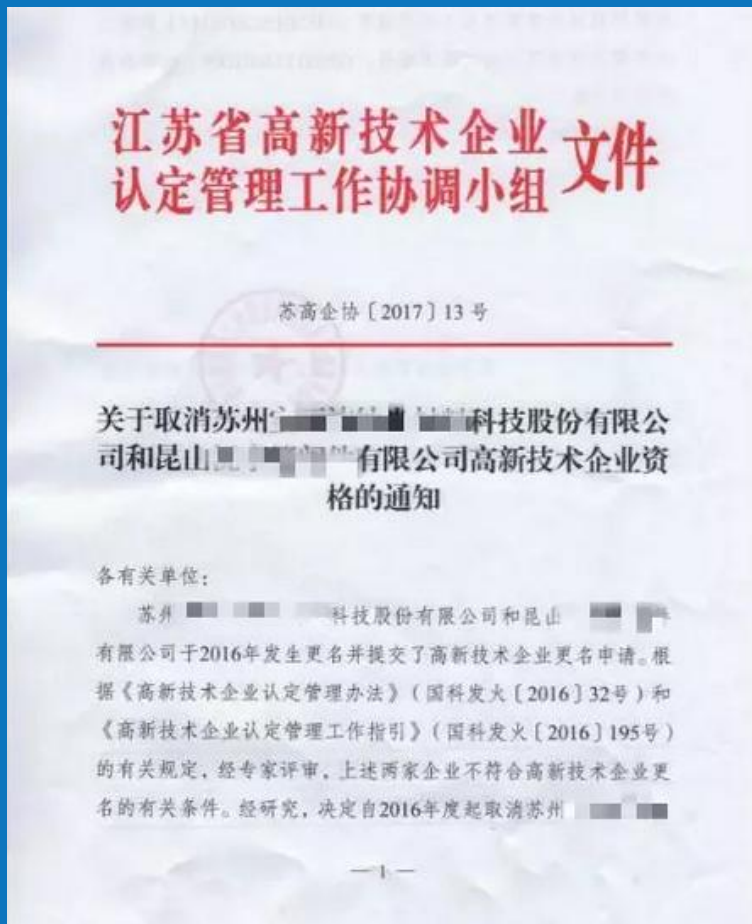 江苏省高新技术企业
认定管理工作协调小组 文件
苏高企协〔2017〕13号
关于取消苏州 科技股份有限公
司和昆山 有限公司高新技术企业资
格的通知
各有关单位:
苏州 科技股份有限公司和昆山
有限公司于2016年发生更名并提交了高新技术企业更名申请。根
据《高新技术企业认定管理办法》(国科发火〔2016〕32号)和
《高新技术企业认定管理工作指引》(国科发火〔2016〕195号)
的有关规定,经专家评审,上述两家企业不符合高新技术企业更
名的有关条件。经研究,决定自2016年度起取消苏州
— 1 —